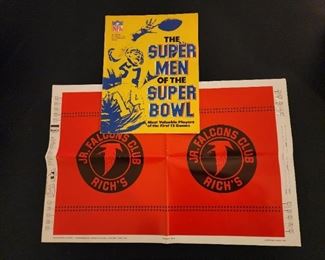 NFL
THE
SUPER
MEN
OF THE
SUPER
BOWL
Most Valuable Players
of the First 13 Games
JR. FALCONS CLUB
RICH'S
JR. FALCONS CLUB
RICH'S